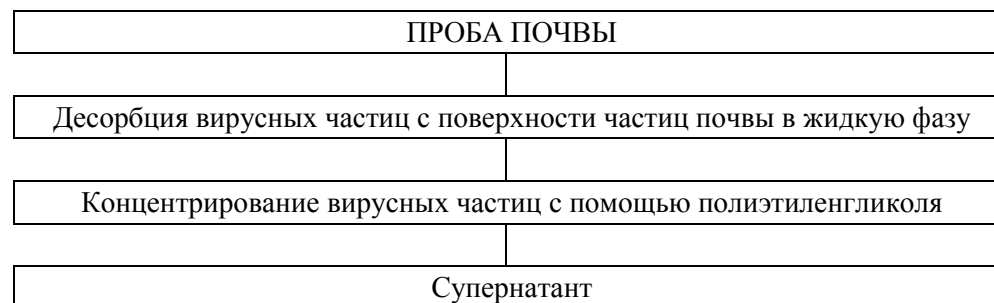 ПРОБА ПОЧВЫ
Десорбция вирусных частиц с поверхности частиц почвы в жидкую фазу
Концентрирование вирусных частиц с помощью полиэтиленгликоля
Супернатант